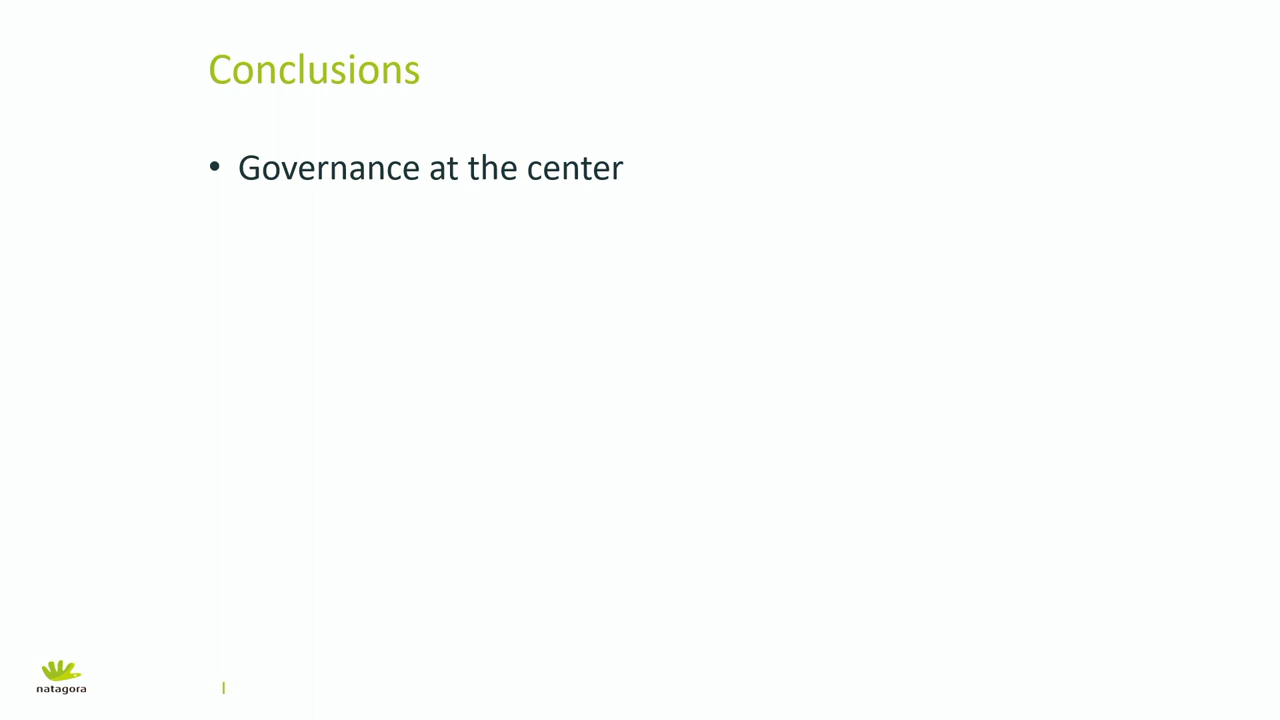 Conclusions
• Governance at the center
natagora